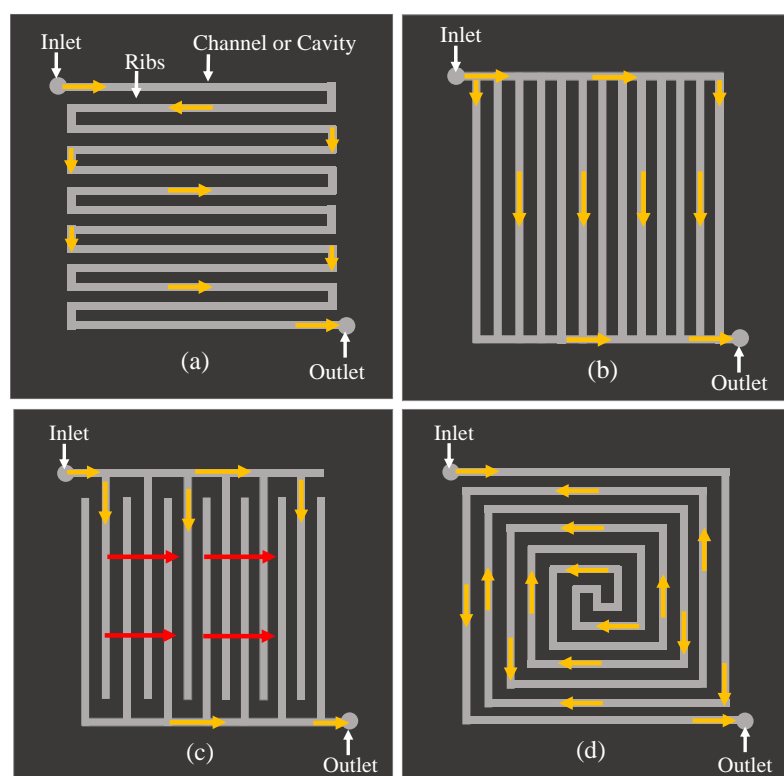 Inlet
Channel or Cavity
Ribs
(a)
Outlet
Inlet
(b)
Outlet
Inlet
(c)
Outlet
Inlet
(d)
Outlet